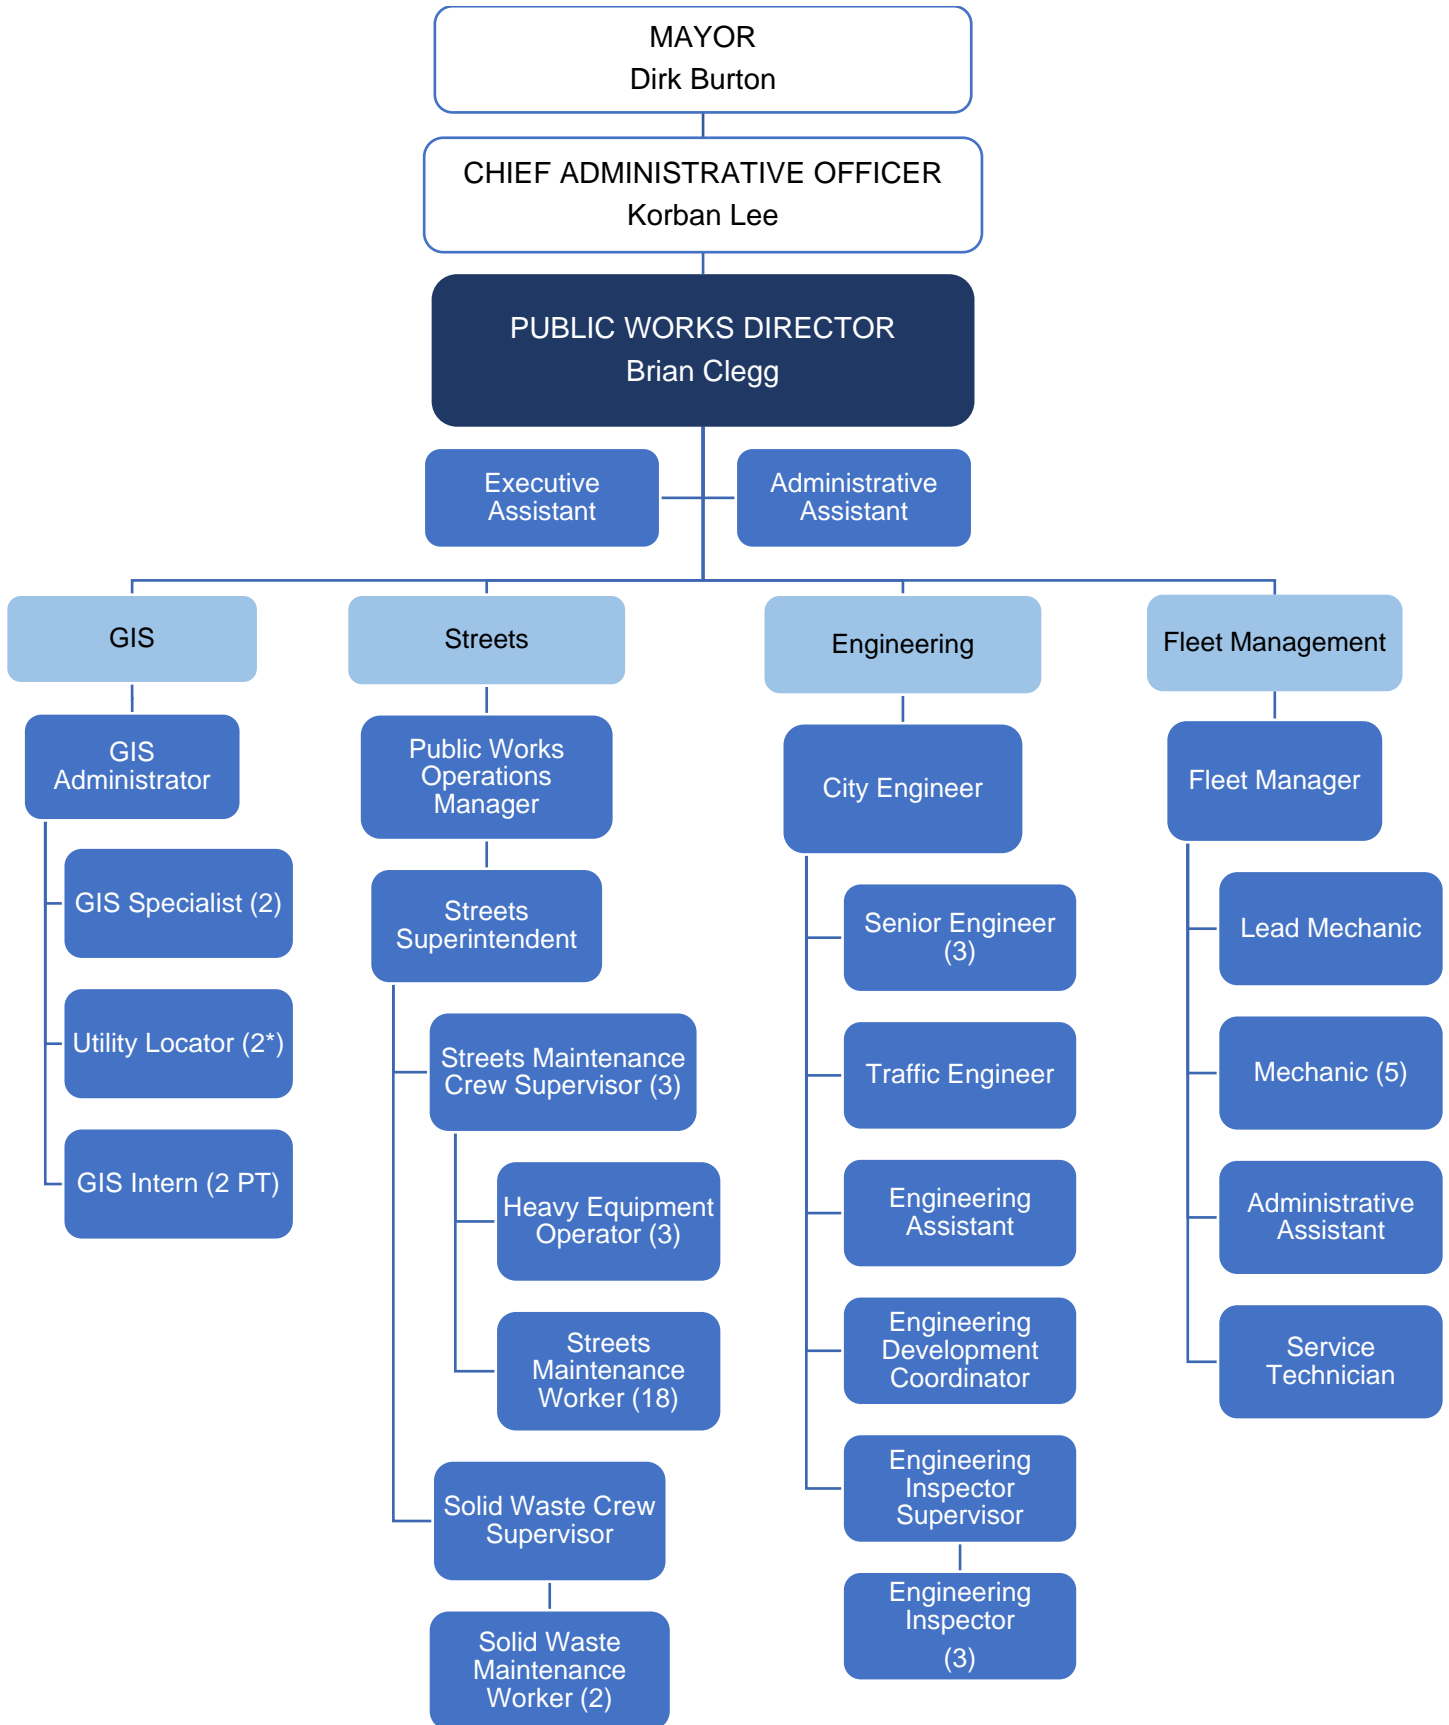 MAYOR
Dirk Burton
CHIEF ADMINISTRATIVE OFFICER
Korban Lee
PUBLIC WORKS DIRECTOR
Brian Clegg
Executive
Assistant
Administrative
Assistant
GIS
GIS
Administrator
GIS Specialist (2)
Utility Locator (2*)
GIS Intern (2 PT)
Streets
Public Works
Operations
Manager
Streets
Superintendent
Streets Maintenance
Crew Supervisor (3)
Heavy Equipment
Operator (3)
Streets
Maintenance
Worker (18)
Solid Waste Crew
Supervisor
Solid Waste
Maintenance
Worker (2)
Engineering
City Engineer
Senior Engineer
(3)
Traffic Engineer
Engineering
Assistant
Engineering
Development
Coordinator
Engineering
Inspector
Supervisor
Engineering
Inspector
(3)
Fleet Management
Fleet Manager
Lead Mechanic
Mechanic (5)
Administrative
Assistant
Service
Technician